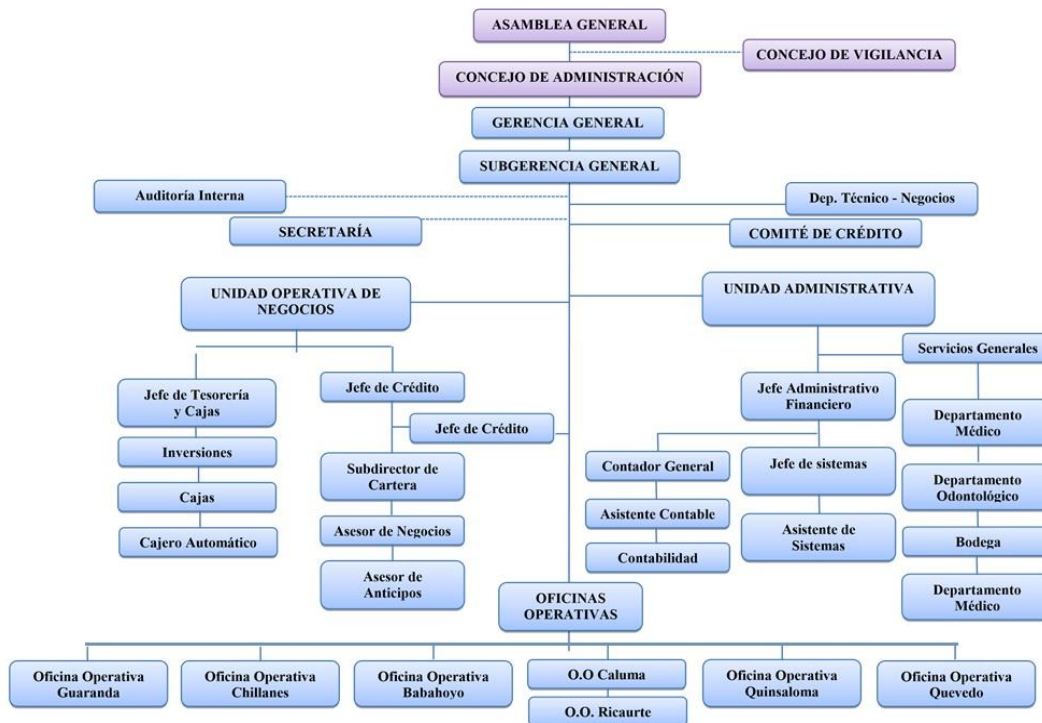 ASAMBLEA GENERAL
CONCEJO DE VIGILANCIA
CONCEJO DE ADMINISTRACIÓN
GERENCIA GENERAL
SUBGERENCIA GENERAL
Auditoría Interna
Dep. Técnico - Negocios
SECRETARÍA
COMITÉ DE CRÉDITO
UNIDAD OPERATIVA DE
NEGOCIOS
UNIDAD ADMINISTRATIVA
Servicios Generales
Jefe de Tesorería
y Cajas
Jefe de Crédito
Jefe de Crédito
Jefe Administrativo
Financiero
Departamento
Médico
Inversiones
Subdirector de
Cartera
Contador General
Jefe de sistemas
Departamento
Odontológico
Cajas
Asistente Contable
Cajero Automático
Asesor de Negocios
Asistente de
Sistemas
Bodega
Contabilidad
Asesor de
Anticipos
Departamento
Médico
OFICINAS
OPERATIVAS
Oficina Operativa
Guaranda
Oficina Operativa
Chillanes
Oficina Operativa
Babahoyo
O.O Caluma
O.O. Ricaurte
Oficina Operativa
Quinsaloma
Oficina Operativa
Quevedo